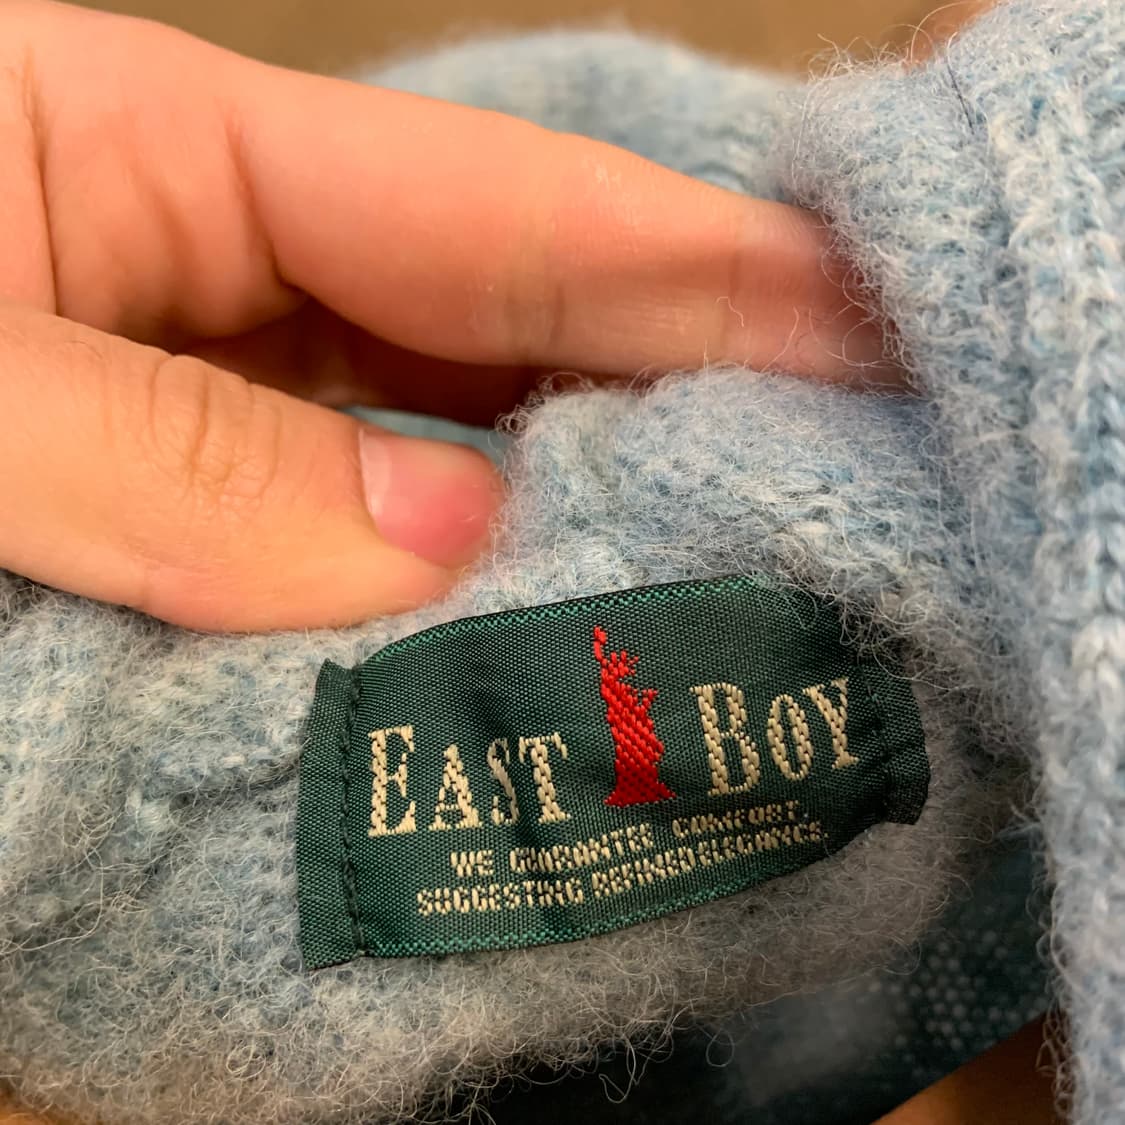 EAST BOY
WE GUARANTEE COMFORT
SUGGESTING REFINED ELEGANCE.